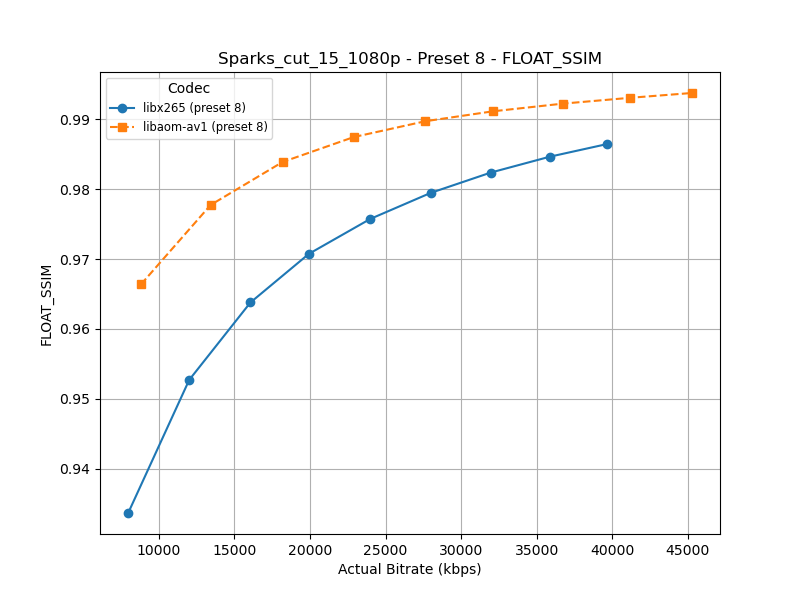 Sparks_cut_15_1080p - Preset 8 - FLOAT_SSIM
Codec
libx265 (preset 8)
libaom-av1 (preset 8)
FLOAT_SSIM
0.99
0.98
0.97
0.96
0.95
0.94
10000 15000 20000 25000 30000 35000 40000 45000
Actual Bitrate (kbps)